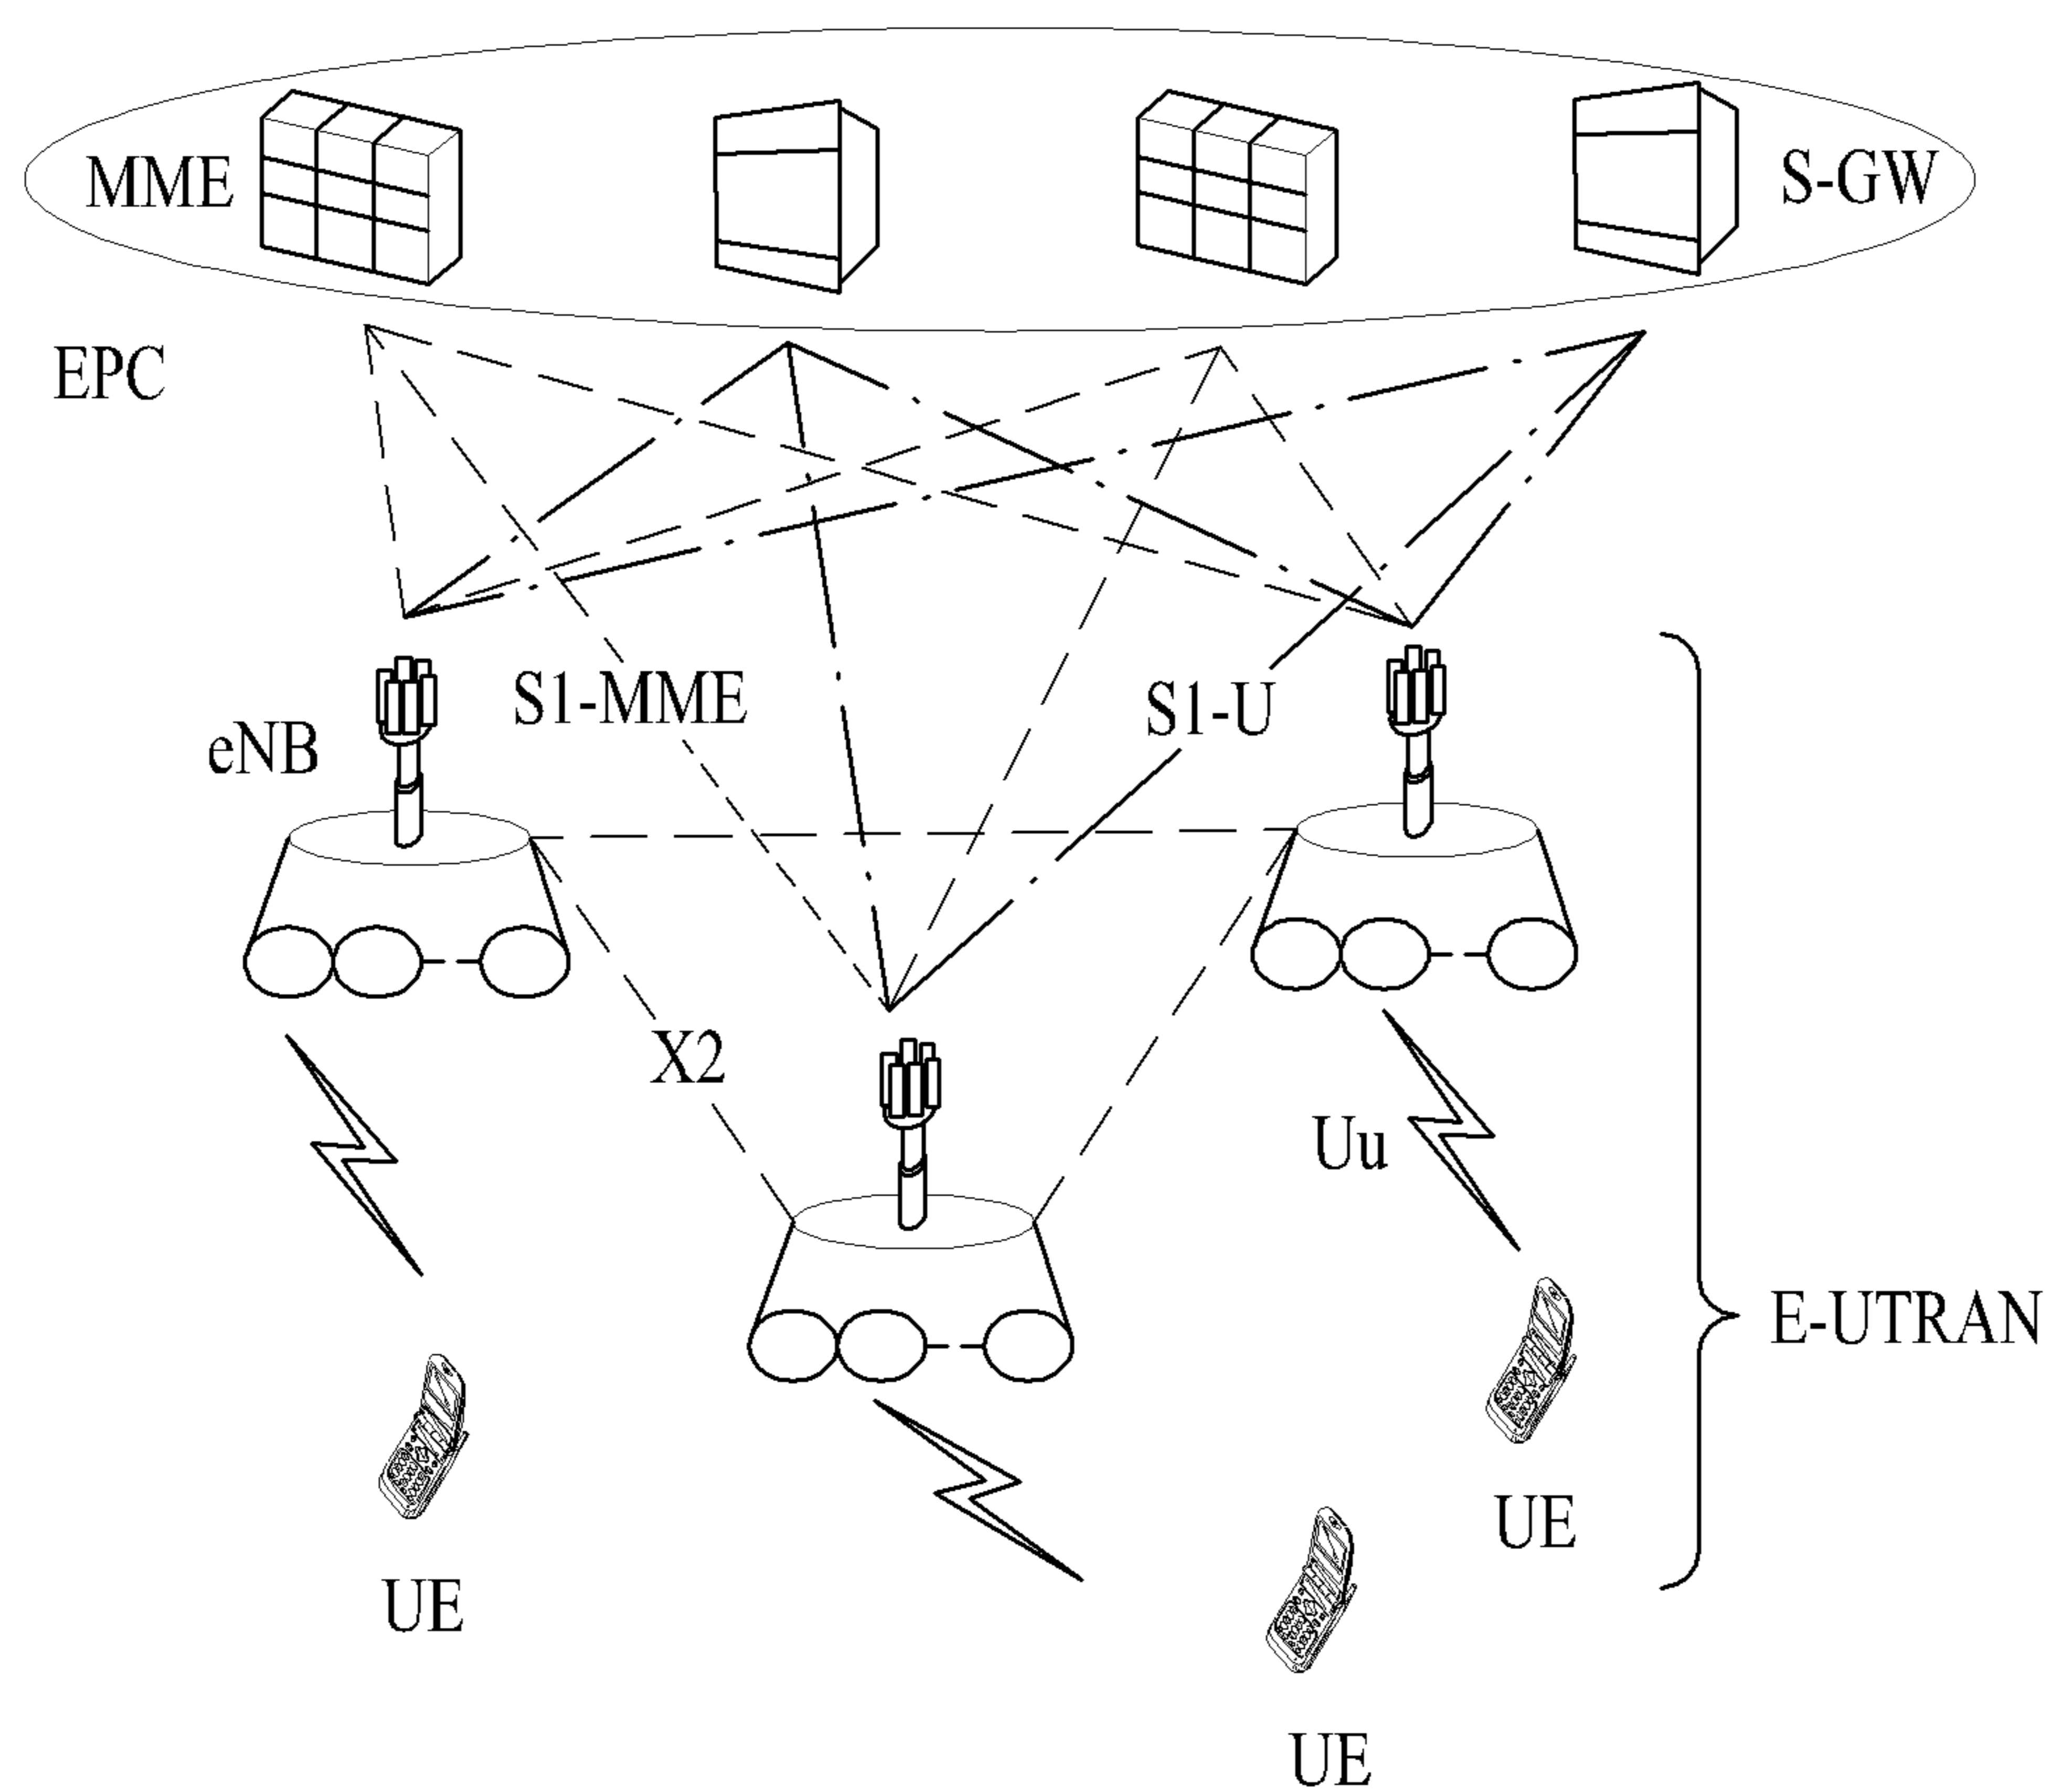 MME
S-GW
EPC
S1-MME
S1-U
eNB
X2
Uu
E-UTRAN
UE
UE
UE